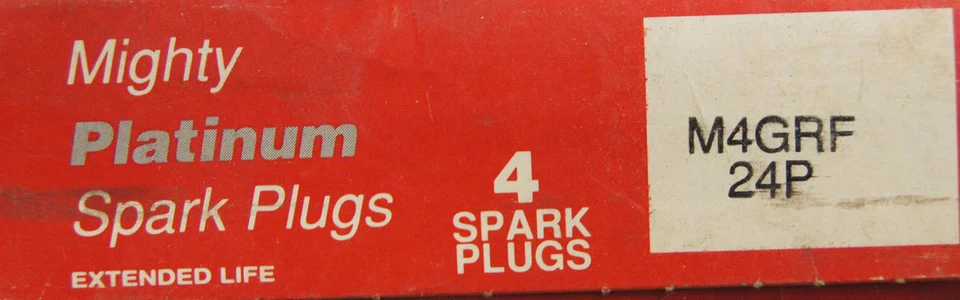 Mighty
Platinum
Spark Plugs
EXTENDED LIFE
4
SPARK
PLUGS
M4GRF
24P